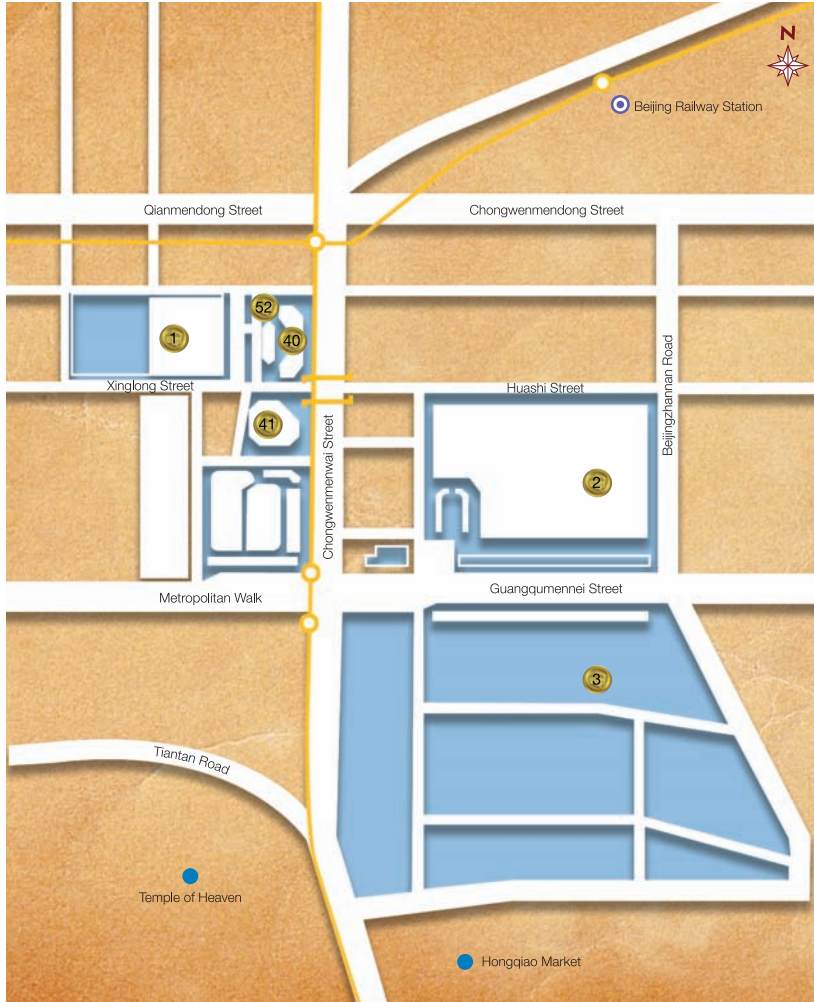 N
Beijing Railway Station
Qianmendong Street
Chongwenmendong Street
52
1
40
Beijingzhannan Road
Xinglong Street
Huashi Street
41
Chongwenmenwai Street
2
Guangqumennei Street
Metropolitan Walk
3
Tiantan Road
Temple of Heaven
Hongqiao Market